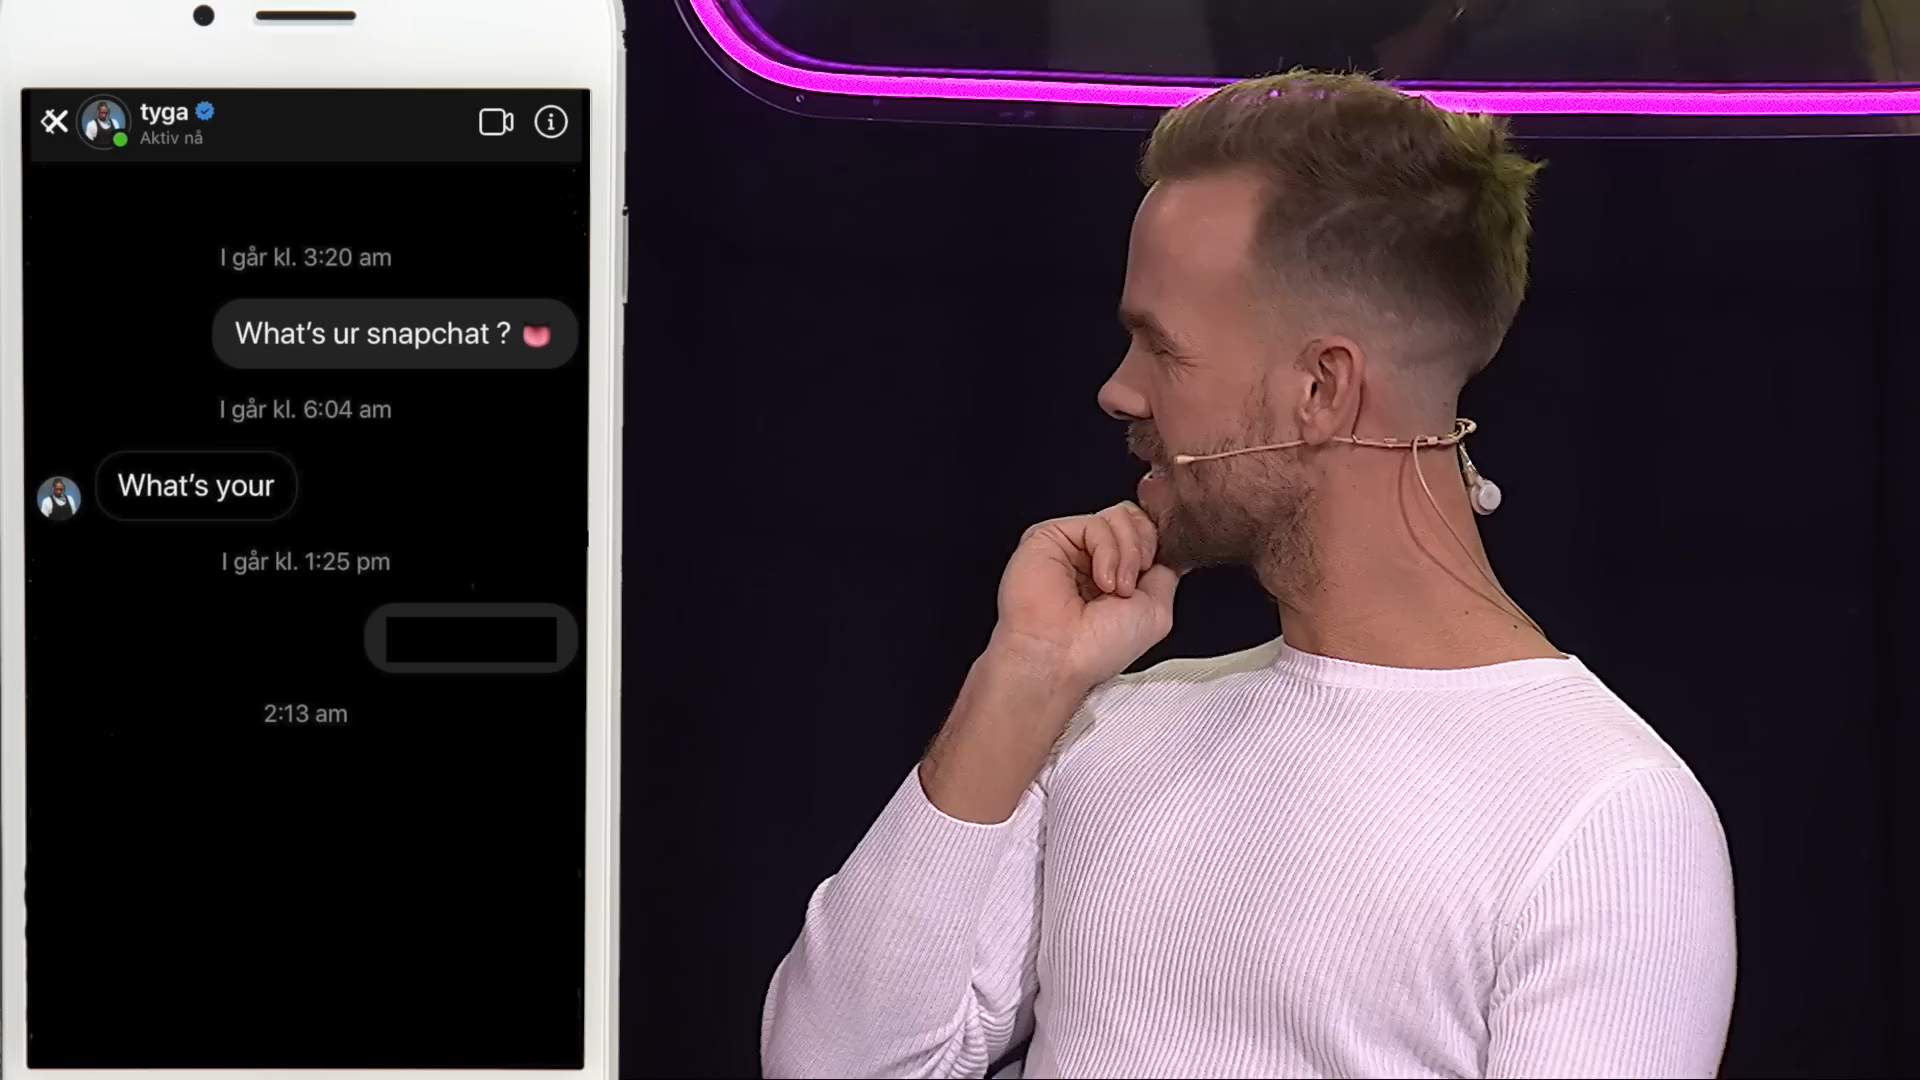 tyga
Aktiv nå
I går kl. 3:20 am
What's ur snapchat ? 👅
I går kl. 6:04 am
What's your
I går kl. 1:25 pm
2:13 am